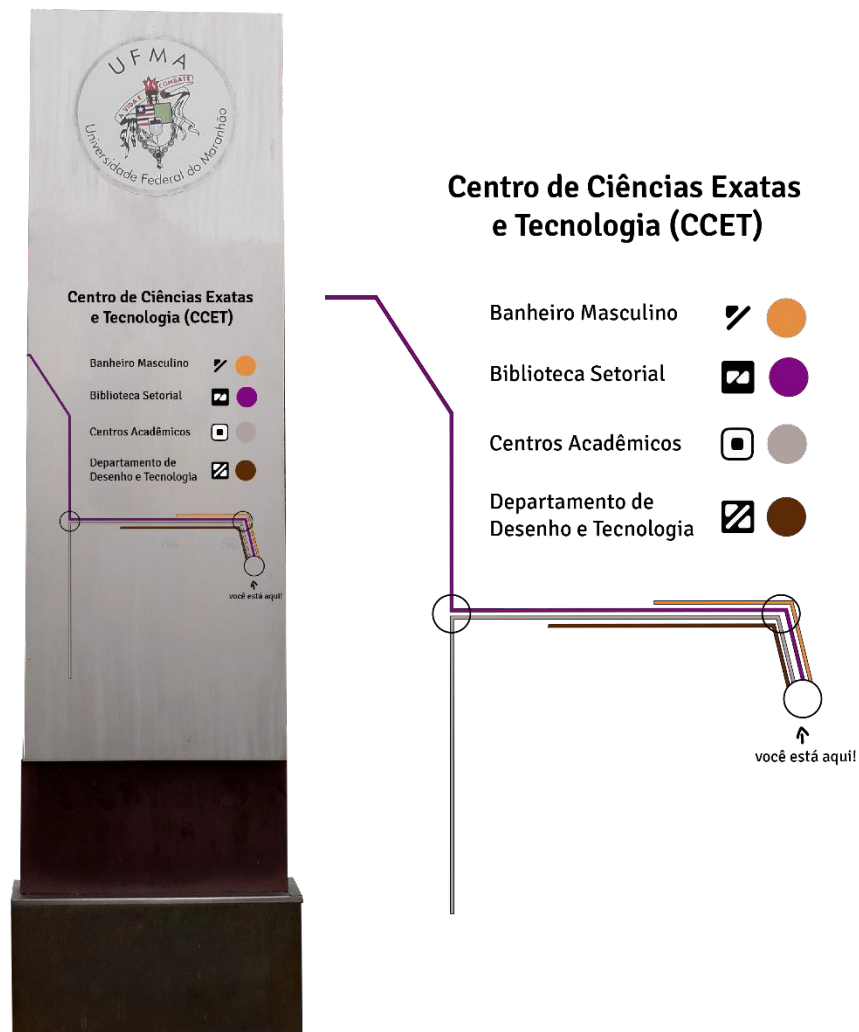 UFMA
A VIDA É COMBATE
Universidade Federal do Maranhão
Centro de Ciências Exatas
e Tecnologia (CCET)
Banheiro Masculino
Biblioteca Setorial
Centros Acadêmicos
Departamento de
Desenho e Tecnologia
você está aqui!
Centro de Ciências Exatas
e Tecnologia (CCET)
Banheiro Masculino
Biblioteca Setorial
Centros Acadêmicos
Departamento de
Desenho e Tecnologia
você está aqui!